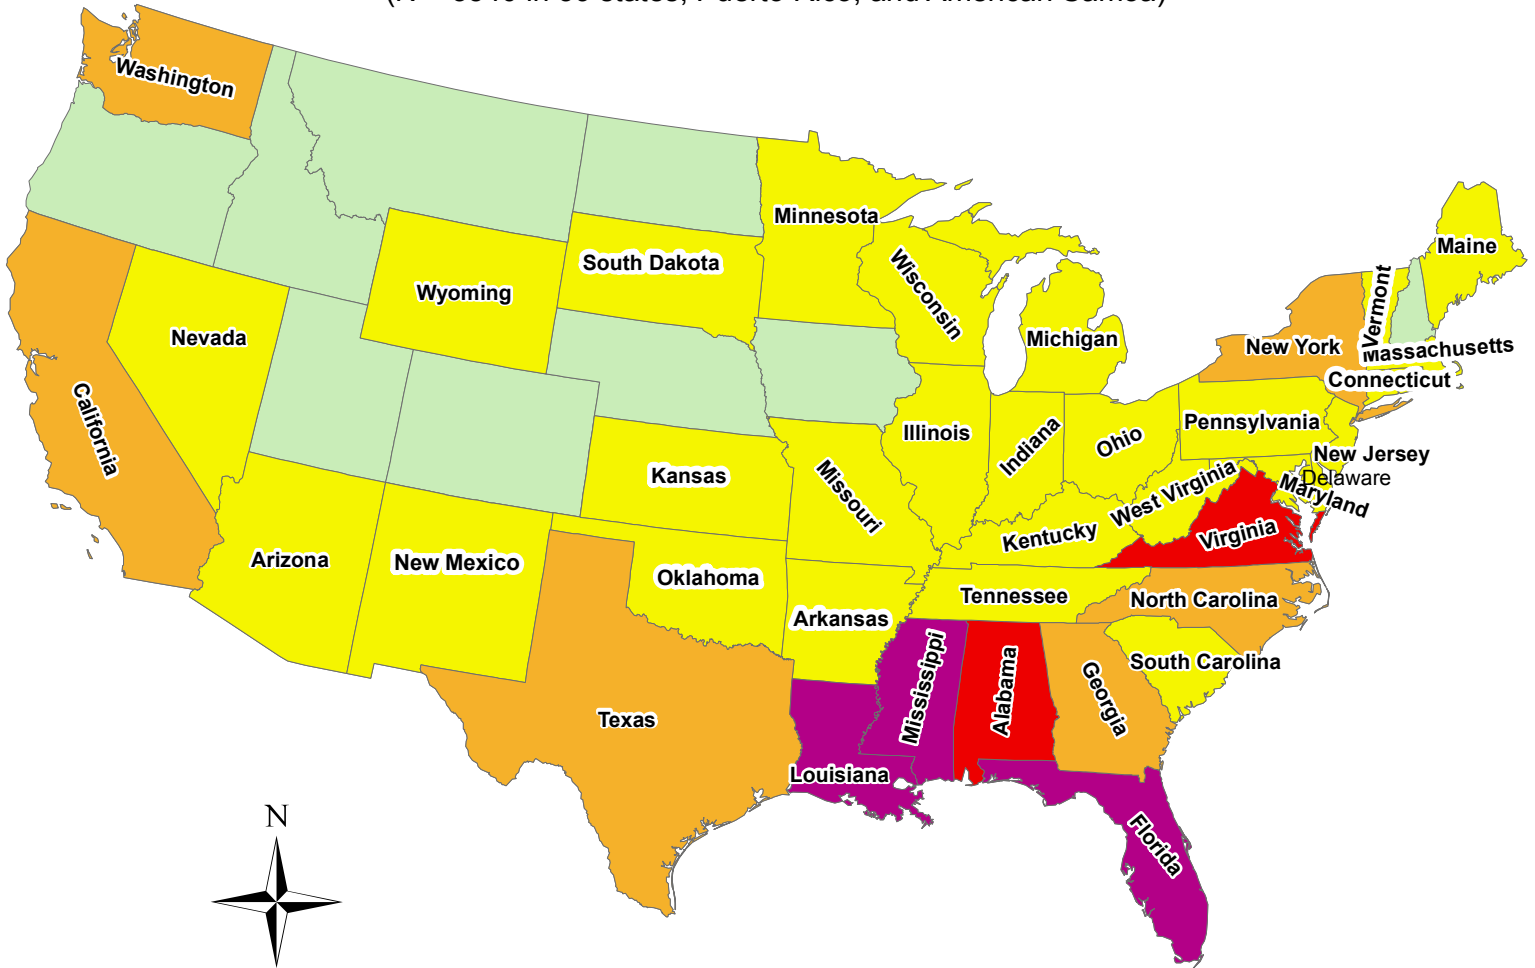 Washington
Minnesota
Maine
South Dakota
Wisconsin
Wyoming
Vermont
Nevada
Michigan
New York
Massachusetts
Connecticut
California
Illinois
Indiana
Ohio
Pennsylvania
New Jersey
Kansas
Missouri
West Virginia
Delaware
Maryland
Kentucky
Virginia
Arizona
New Mexico
Oklahoma
Tennessee
North Carolina
Arkansas
Mississippi
Alabama
Georgia
South Carolina
Texas
Louisiana
Florida
N